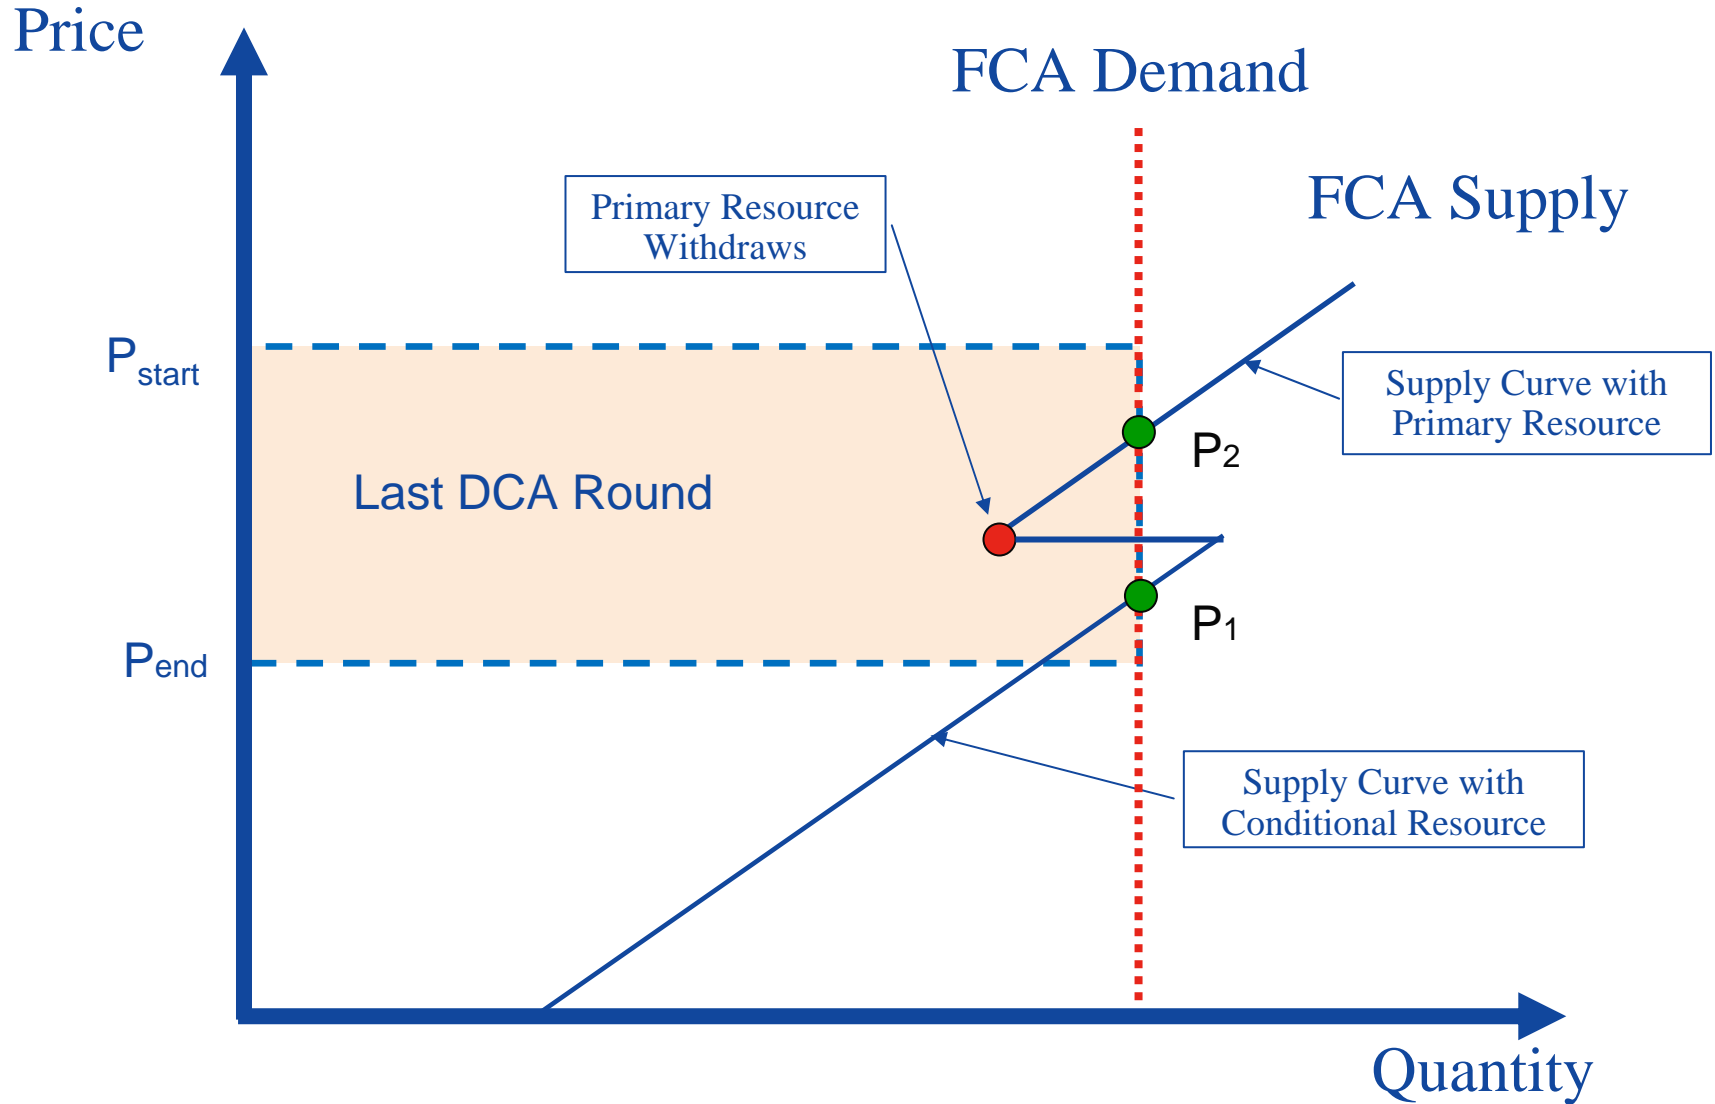 Price
FCA Demand
FCA Supply
Primary Resource
Withdraws
P start
Supply Curve with
Primary Resource
P2
Last DCA Round
P1
Pend
Supply Curve with
Conditional Resource
Quantity